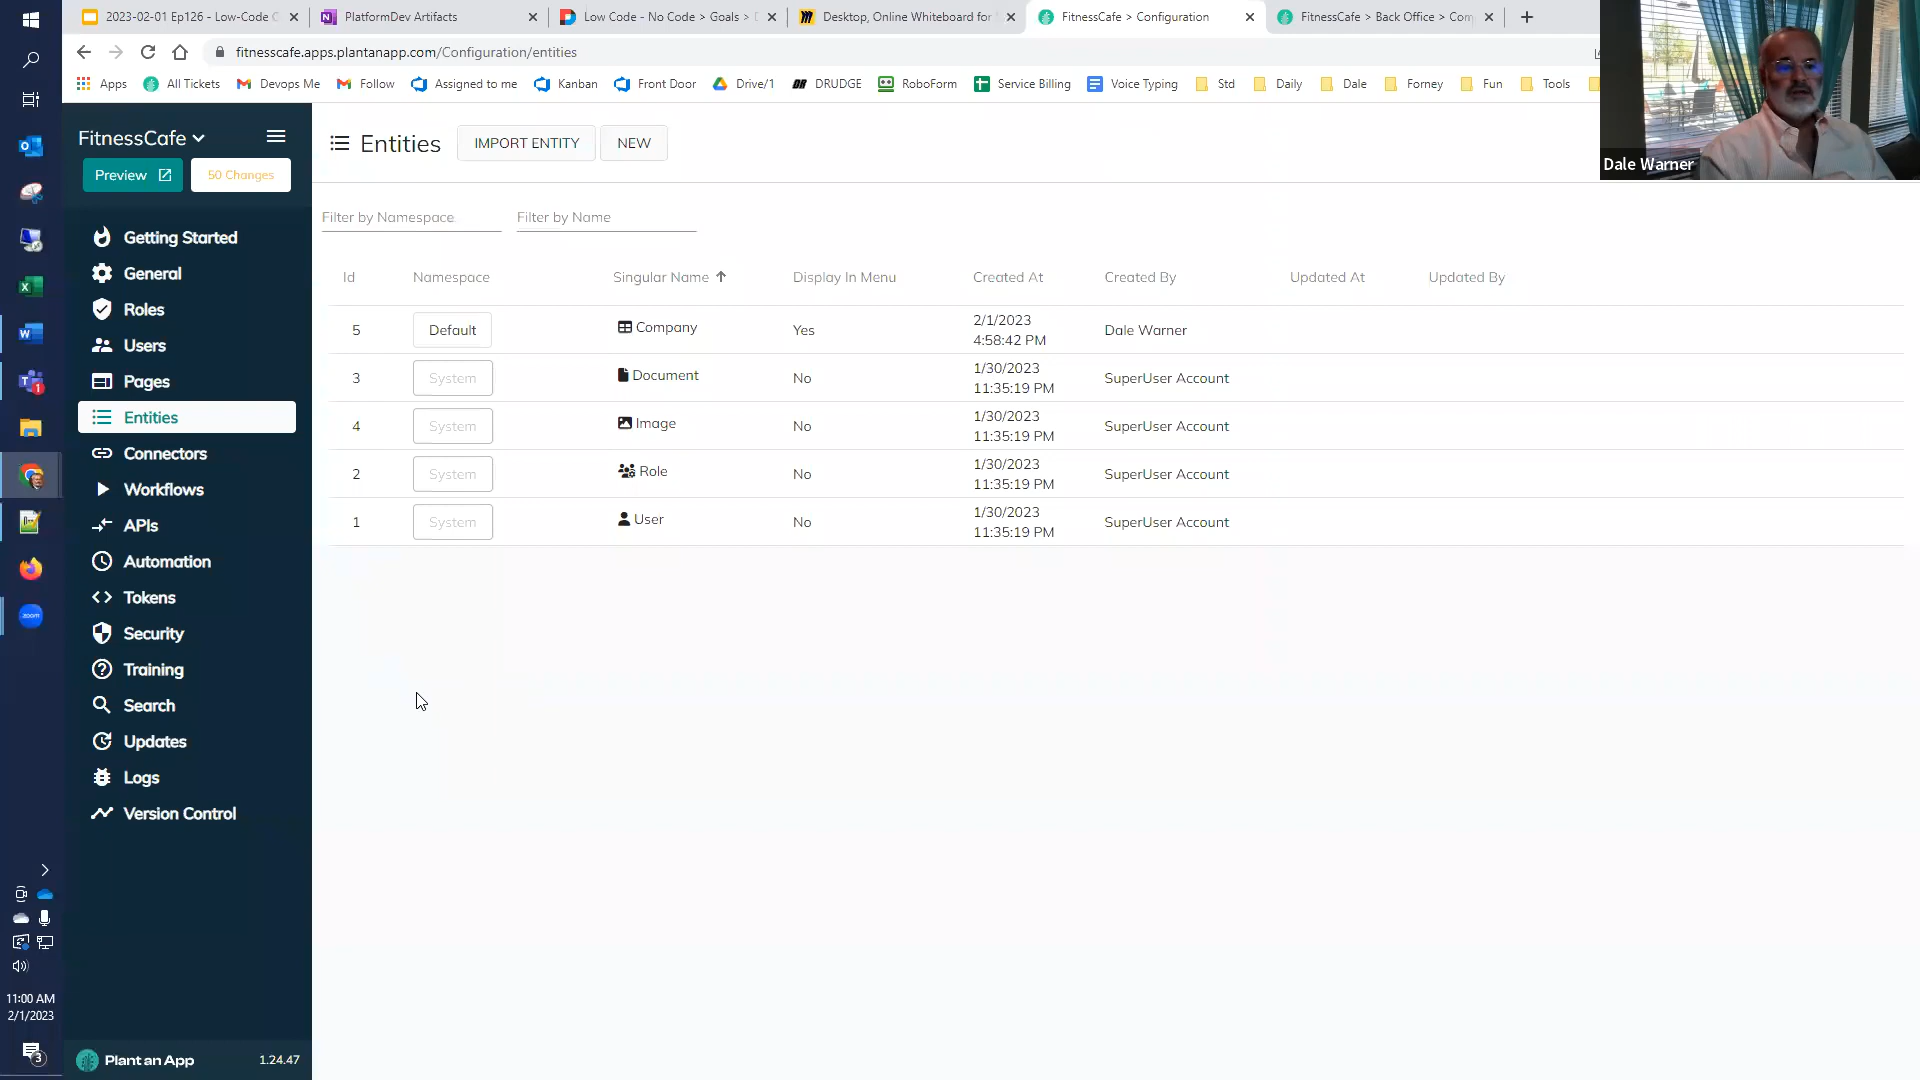 2023-02-01 Ep126 - Low-Code
PlatformDev Artifacts
Low Code - No Code > Goals >
Desktop, Online Whiteboard for
FitnessCafe > Configuration
FitnessCafe > Back Office >
fitnesscafe.apps.plantanapp.com/Configuration/entities
Apps
All Tickets
Devops Me
Follow
Assigned to me
Kanban
Front Door
Drive/1
DRUDGE
RoboForm
Service Billing
Voice Typing
Std
Daily
Dale
Forney
Fun
Tools
Dale Warner
FitnessCafe
Preview
50 Changes
Getting Started
General
Roles
Users
Pages
Entities
Connectors
Workflows
APIs
Automation
Tokens
Security
Training
Search
Updates
Logs
Version Control
Plant an App
1.24.47
Entities
IMPORT ENTITY
NEW
Filter by Namespace
Filter by Name
Id Namespace Singular Name Display In Menu Created At Created By Updated At Updated By
5 Default Company Yes 2/1/2023 4:58:42 PM Dale Warner
3 System Document No 1/30/2023 11:35:19 PM SuperUser Account
4 System Image No 1/30/2023 11:35:19 PM SuperUser Account
2 System Role No 1/30/2023 11:35:19 PM SuperUser Account
1 System User No 1/30/2023 11:35:19 PM SuperUser Account
zoom
11:00 AM
2/1/2023
3